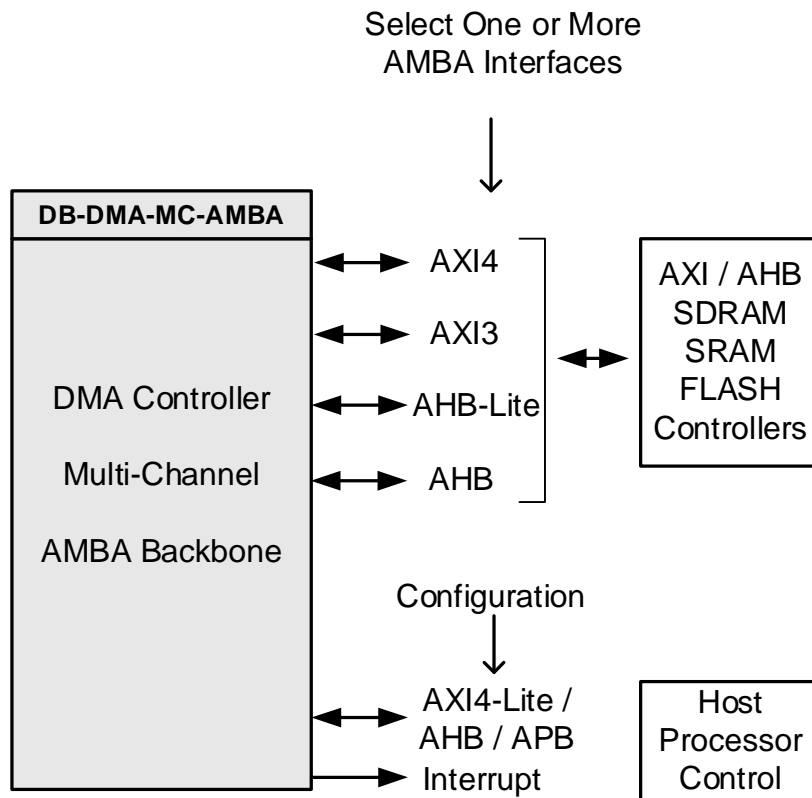 Select One or More
AMBA Interfaces
DB-DMA-MC-AMBA
DMA Controller
Multi-Channel
AMBA Backbone
AXI4
AXI3
AHB-Lite
AHB
AXI / AHB
SDRAM
SRAM
FLASH
Controllers
Configuration
AXI4-Lite /
AHB / APB
Interrupt
Host
Processor
Control